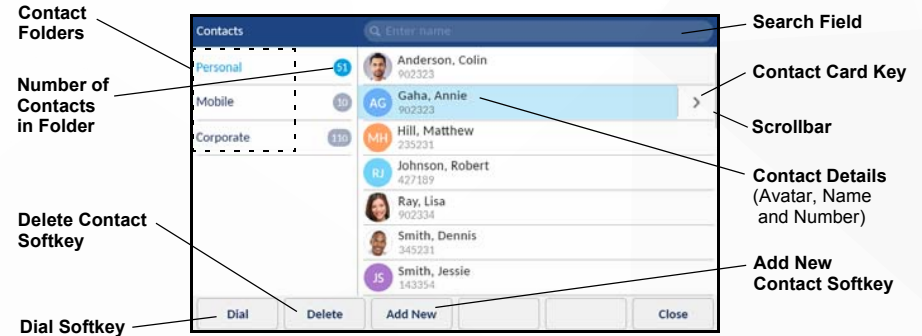 Contact
Folders
Number of
Contacts
in Folder
Delete Contact
Softkey
Dial Softkey
Contacts
Enter name
Personal
51
Mobile
10
Corporate
110
Anderson, Colin
902323
AG
Gaha, Annie
902323
MH
Hill, Matthew
235231
RJ
Johnson, Robert
427189
Ray, Lisa
902334
Smith, Dennis
345231
JS
Smith, Jessie
143354
Dial
Delete
Add New
Close
Search Field
Contact Card Key
Scrollbar
Contact Details
(Avatar, Name
and Number)
Add New
Contact Softkey